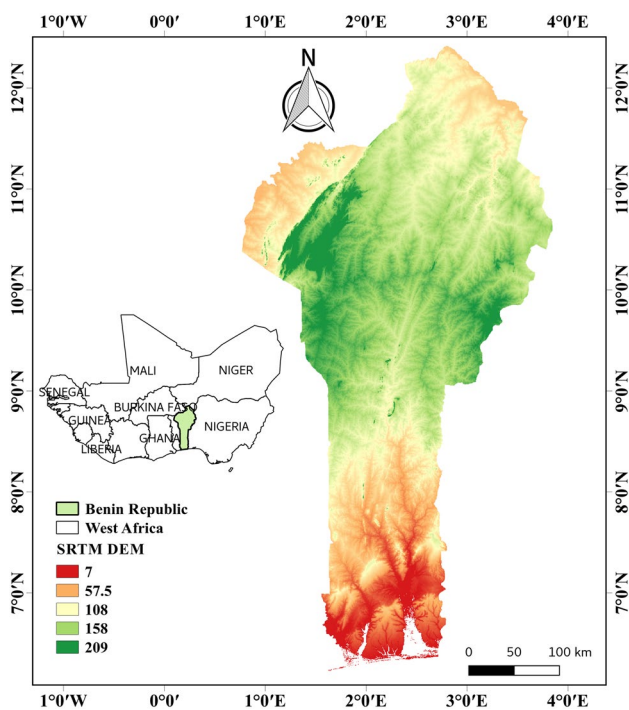 1°0′W 0°0′ 1°0′E 2°0′E 3°0′E 4°0′E
N
12°0′N 12°0′N
11°0′N 11°0′N
10°0′N 10°0′N
9°0′N 9°0′N
8°0′N 8°0′N
7°0′N 7°0′N
MALI
NIGER
SENEGAL
BURKINA FASO
GUINEA
GHANA
NIGERIA
LIBERIA
Benin Republic
West Africa
SRTM DEM
7
57.5
108
158
209
0 50 100 km
1°0′W 0°0′ 1°0′E 2°0′E 3°0′E 4°0′E